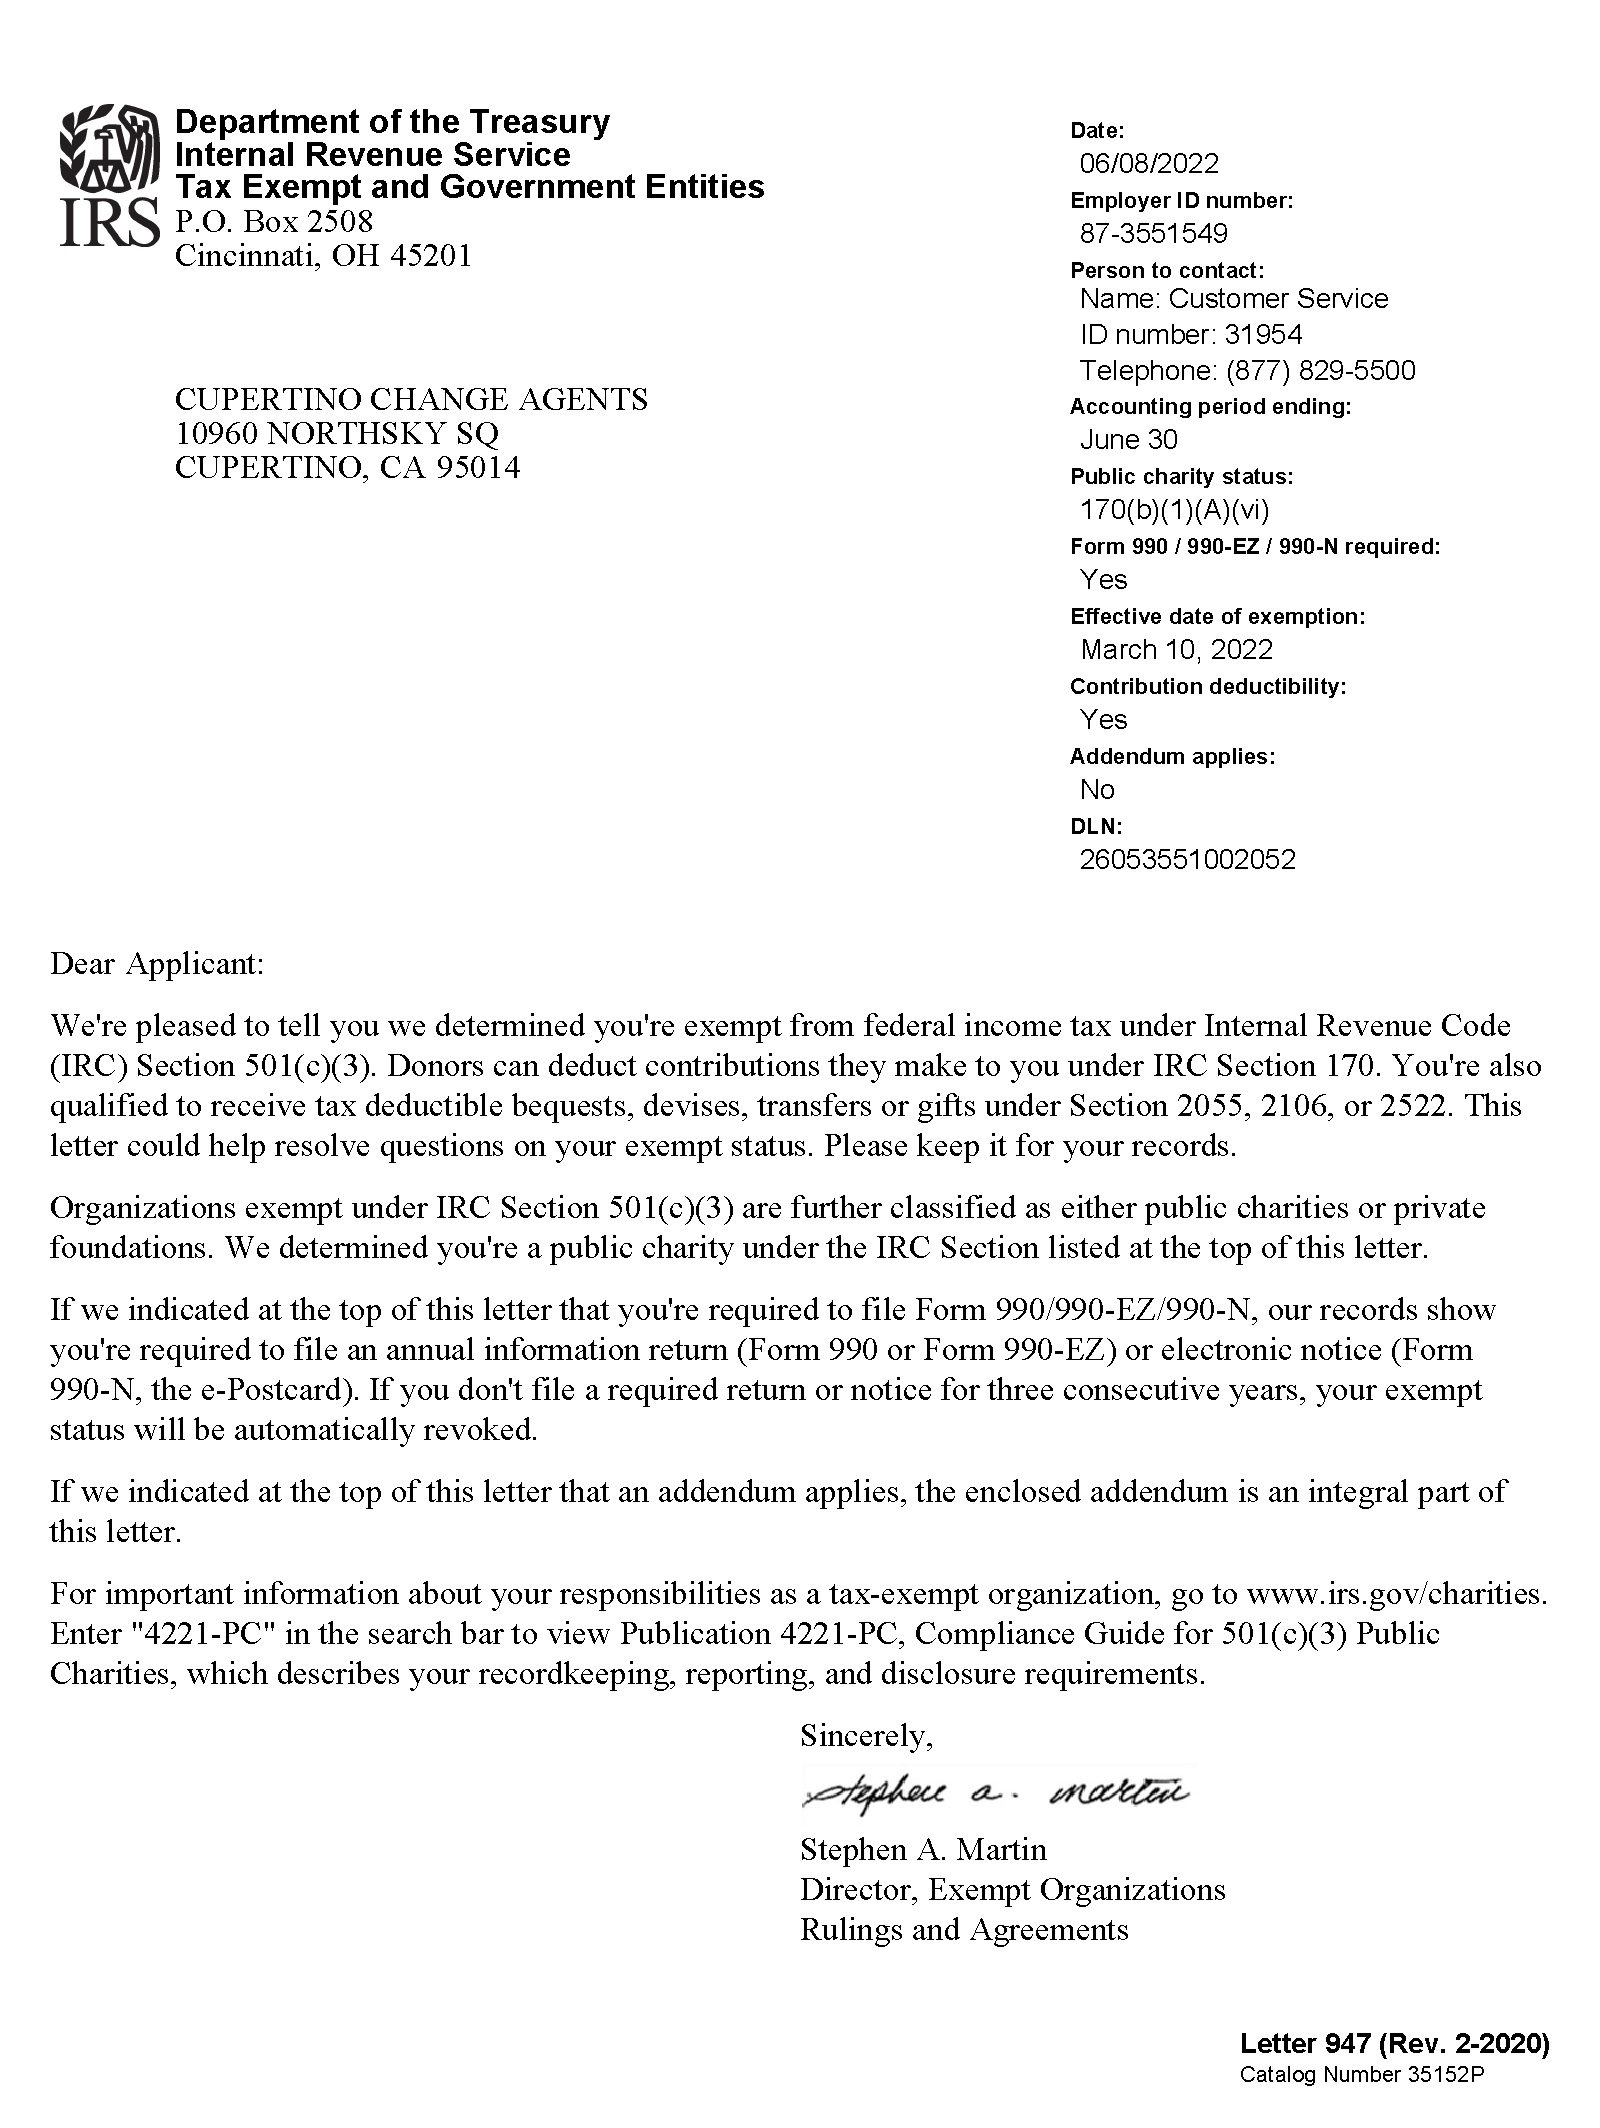 IRS
Department of the Treasury
Internal Revenue Service
Tax Exempt and Government Entities
P.O. Box 2508
Cincinnati, OH 45201
CUPERTINO CHANGE AGENTS
10960 NORTHSKY SQ
CUPERTINO, CA 95014
Date:
06/08/2022
Employer ID number:
87-3551549
Person to contact:
Name: Customer Service
ID number: 31954
Telephone: (877) 829-5500
Accounting period ending:
June 30
Public charity status:
170(b)(1)(A)(vi)
Form 990 / 990-EZ / 990-N required:
Yes
Effective date of exemption:
March 10, 2022
Contribution deductibility:
Yes
Addendum applies:
No
DLN:
26053551002052
Dear Applicant:
We're pleased to tell you we determined you're exempt from federal income tax under Internal Revenue Code
(IRC) Section 501(c)(3). Donors can deduct contributions they make to you under IRC Section 170. You're also
qualified to receive tax deductible bequests, devises, transfers or gifts under Section 2055, 2106, or 2522. This
letter could help resolve questions on your exempt status. Please keep it for your records.
Organizations exempt under IRC Section 501(c)(3) are further classified as either public charities or private
foundations. We determined you're a public charity under the IRC Section listed at the top of this letter.
If we indicated at the top of this letter that you're required to file Form 990/990-EZ/990-N, our records show
you're required to file an annual information return (Form 990 or Form 990-EZ) or electronic notice (Form
990-N, the e-Postcard). If you don't file a required return or notice for three consecutive years, your exempt
status will be automatically revoked.
If we indicated at the top of this letter that an addendum applies, the enclosed addendum is an integral part of
this letter.
For important information about your responsibilities as a tax-exempt organization, go to www.irs.gov/charities.
Enter "4221-PC" in the search bar to view Publication 4221-PC, Compliance Guide for 501(c)(3) Public
Charities, which describes your recordkeeping, reporting, and disclosure requirements.
Sincerely,
Stephen a. Martin
Stephen A. Martin
Director, Exempt Organizations
Rulings and Agreements
Letter 947 (Rev. 2-2020)
Catalog Number 35152P